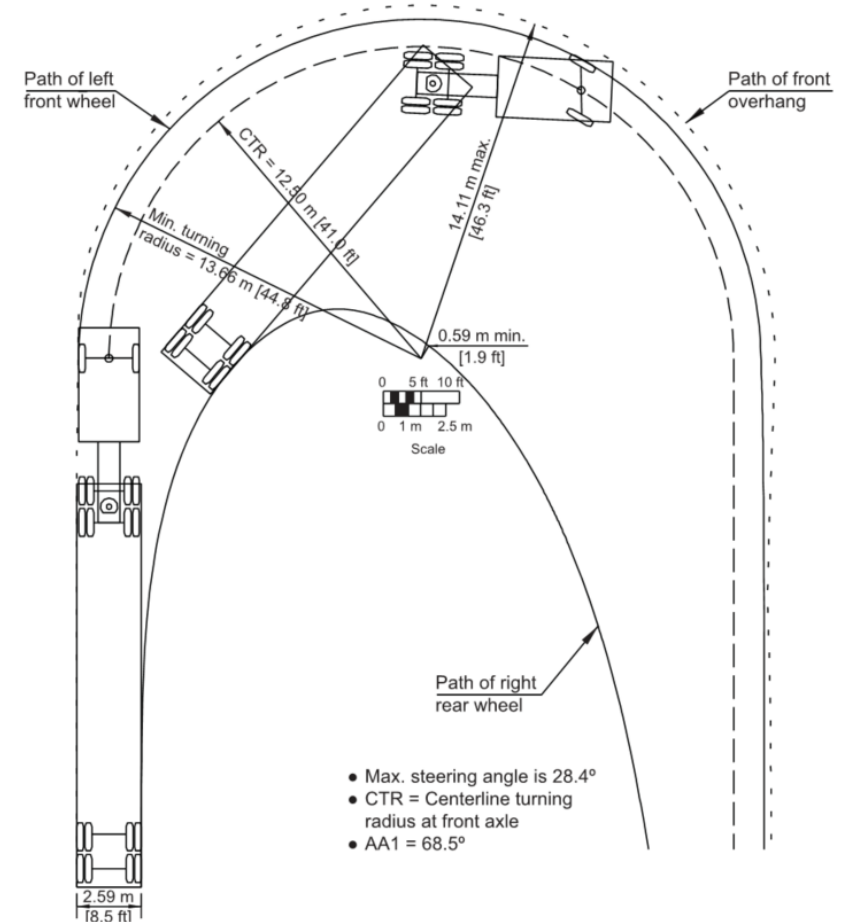 Path of left
front wheel
Path of front
overhang
CTR = 12.50 m [41.0 ft]
14.11 m max.
[46.3 ft]
Min. turning
radius = 13.66 m [44.8 ft]
0.59 m min.
[1.9 ft]
0 5 ft 10 ft
0 1 m 2.5 m
Scale
Path of right
rear wheel
● Max. steering angle is 28.4º
● CTR = Centerline turning
radius at front axle
● AA1 = 68.5º
2.59 m
[8.5 ft]